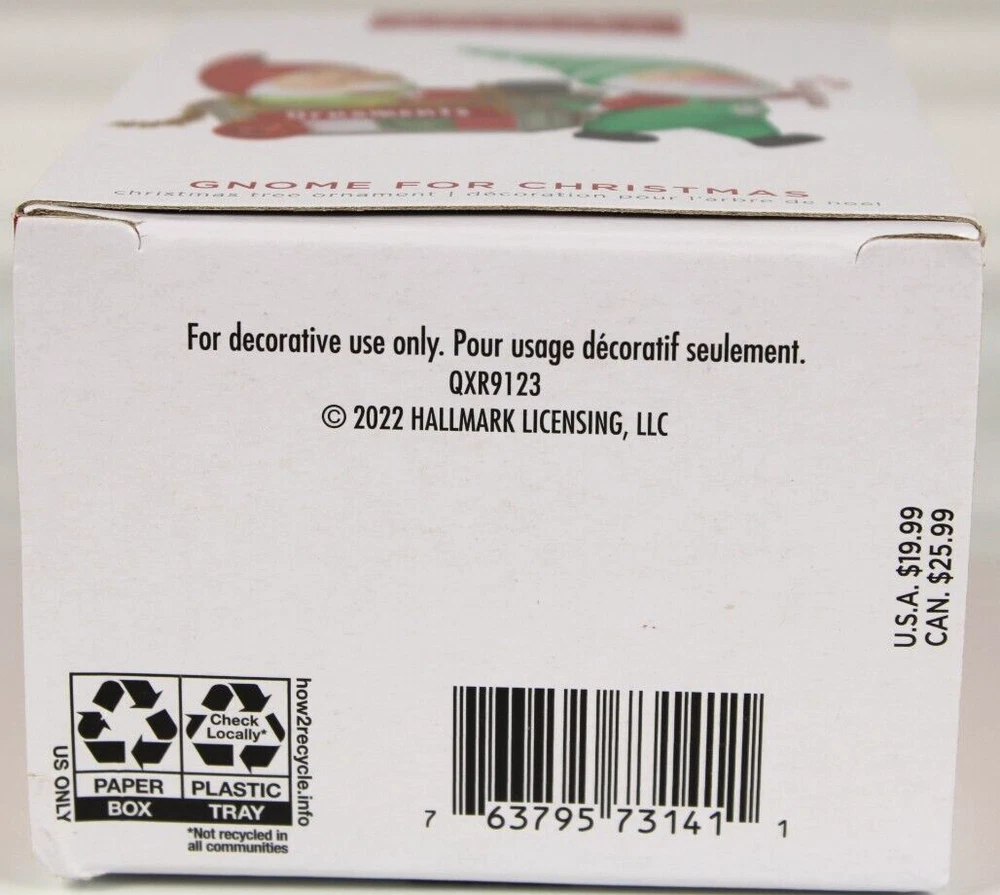 Ornaments
GNOME FOR CHRISTMAS
christmas tree ornament | décoration pour l'arbre de noël
For decorative use only. Pour usage décoratif seulement.
QXR9123
© 2022 HALLMARK LICENSING, LLC
U.S.A. $19.99
CAN. $25.99
US ONLY
Check
Locally*
PAPER
BOX
PLASTIC
TRAY
how2recycle.info
*Not recycled in
all communities
7 63795 73141 1